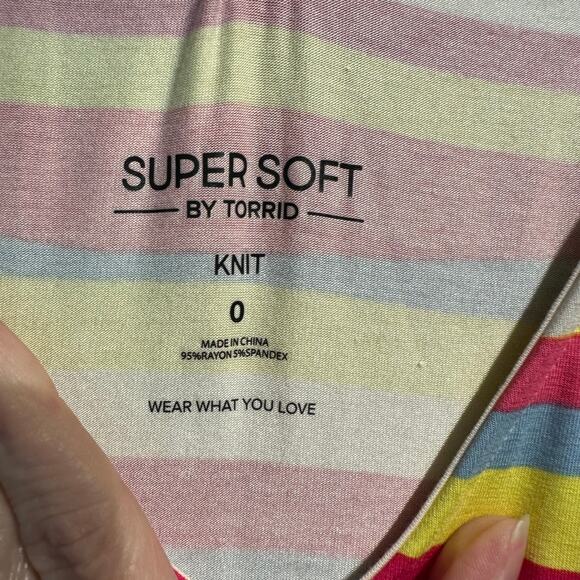 SUPER SOFT
BY TORRID
KNIT
0
MADE IN CHINA
95%RAYON 5%SPANDEX
WEAR WHAT YOU LOVE